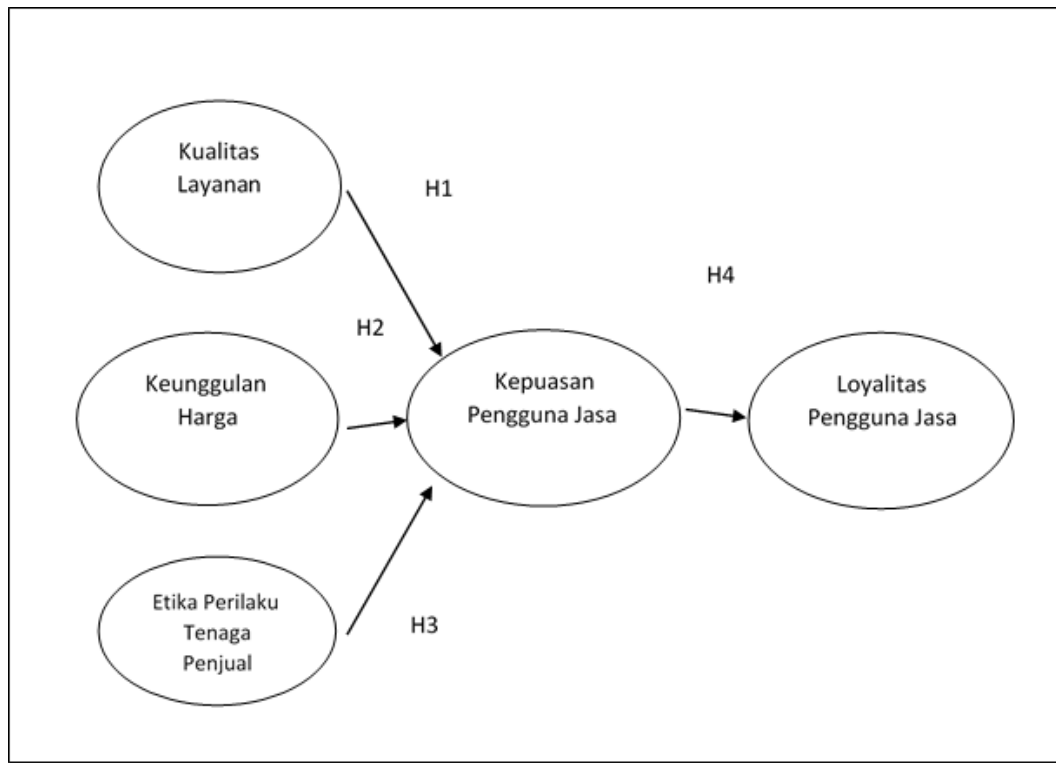 Kualitas
Layanan
H1
H4
H2
Keunggulan
Harga
Kepuasan
Pengguna Jasa
Loyalitas
Pengguna Jasa
Etika Perilaku
Tenaga
Penjual
H3